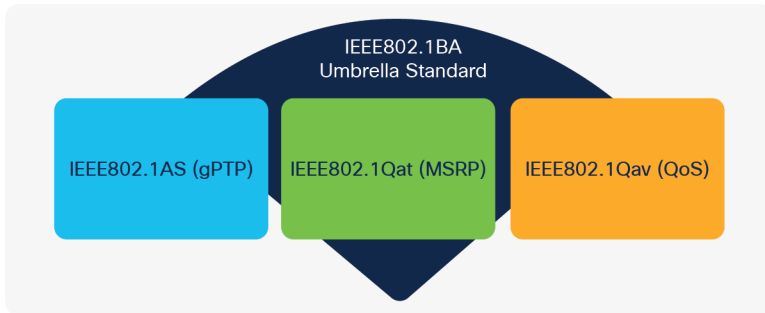 IEEE802.1BA
Umbrella Standard
IEEE802.1AS (gPTP)
IEEE802.1Qat (MSRP)
IEEE802.1Qav (QoS)